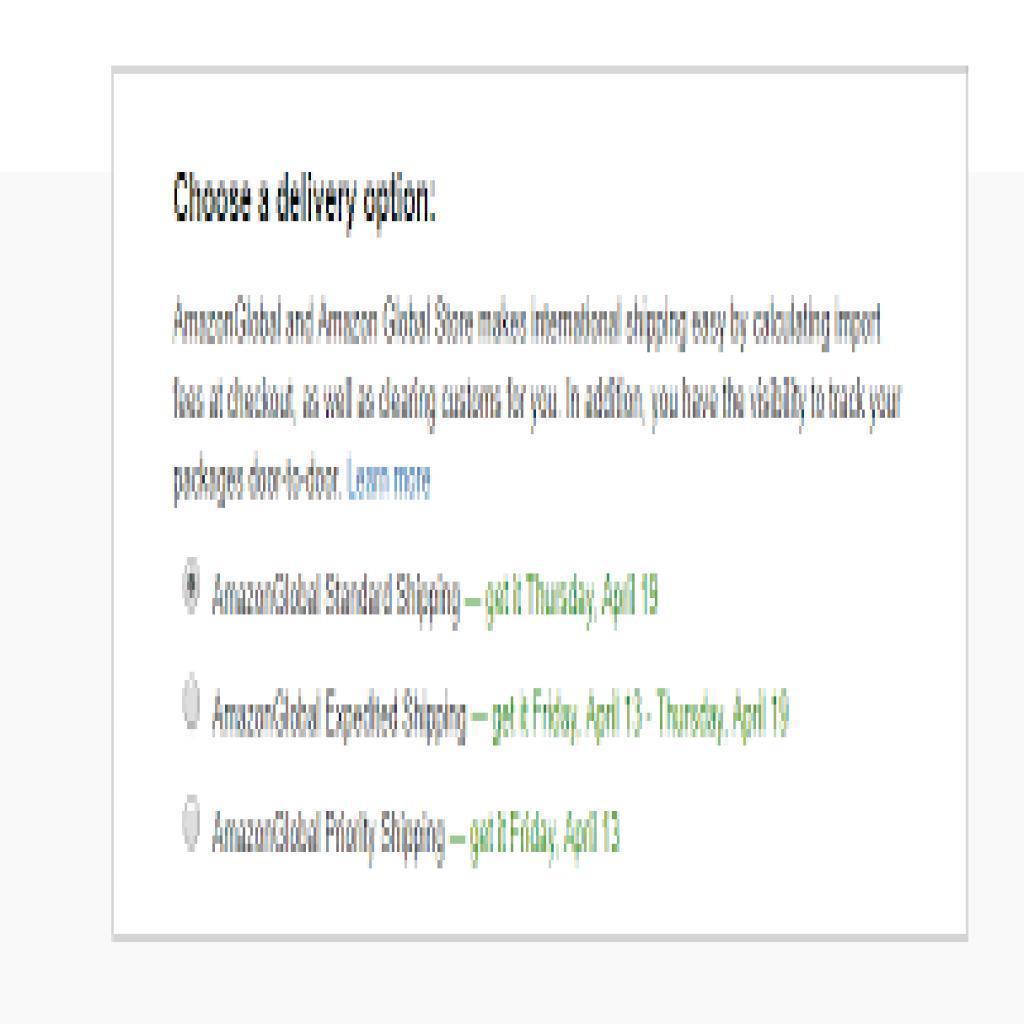 Choose a delivery option:
AmazonGlobal and Amazon Global Store makes international shipping easy by calculating import
fees at checkout, as well as clearing customs for you. In addition, you have the visibility to track your
packages door-to-door. Learn more
AmazonGlobal Standard Shipping — get it Thursday, April 19
AmazonGlobal Expedited Shipping — get it Friday, April 13 - Thursday, April 19
AmazonGlobal Priority Shipping — get it Friday, April 13